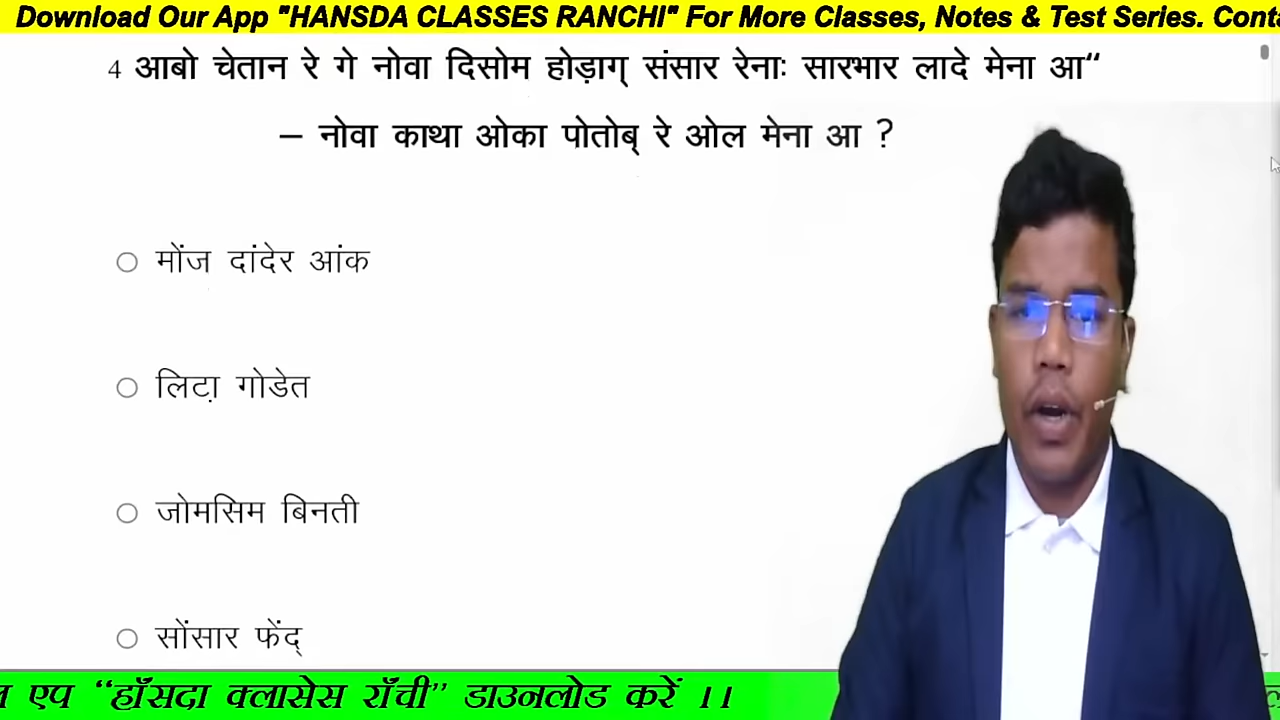 Download Our App "HANSDA CLASSES RANCHI" For More Classes, Notes & Test Series. Conta
4 आबो चेतान रे गे नोवा दिसोम होड़ाग् संसार रेनाः सारभार लादे मेना आ“
– नोवा काथा ओका पोतोब् रे ओल मेना आ ?
मोंज दांदेर आंक
लिटा़ गोडेत
जोमसिम बिनती
सोंसार फेंद्
एप “हाँसदा क्लासेस राँची” डाउनलोड करें ।।